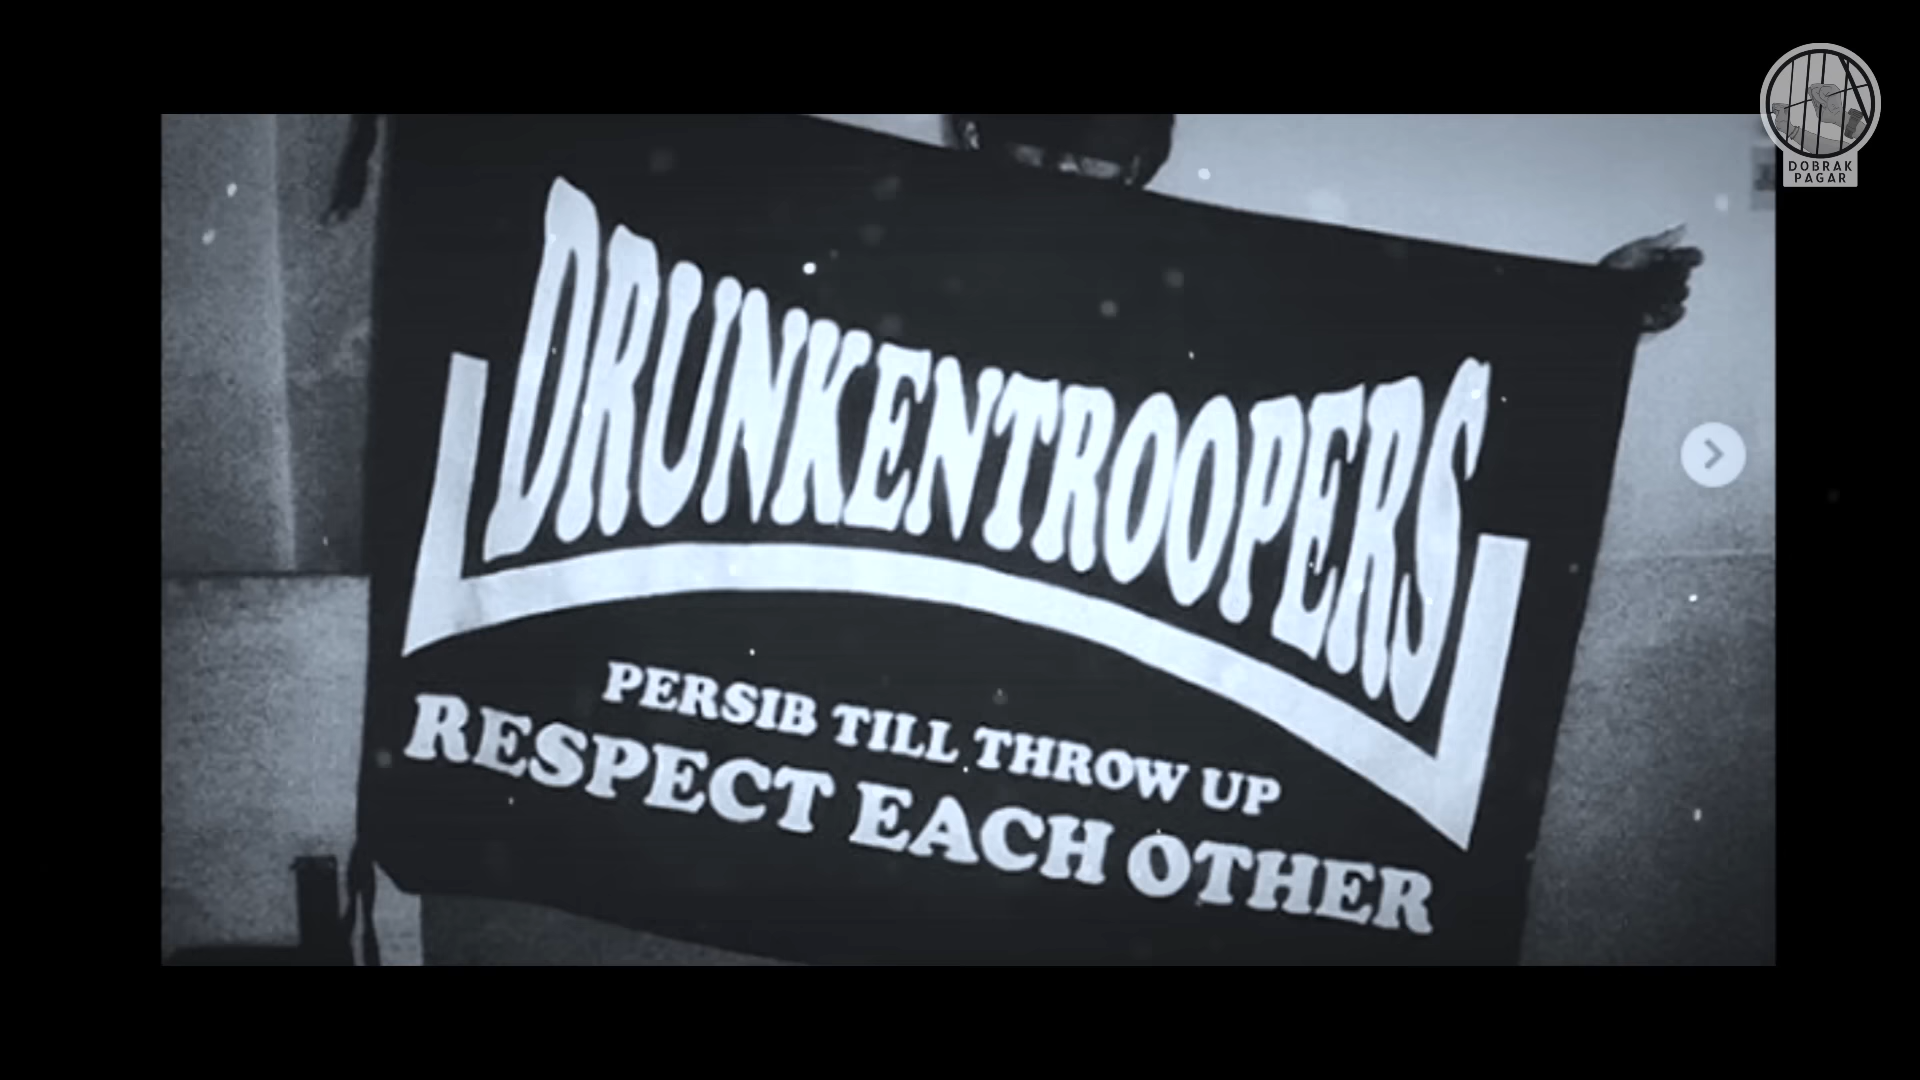 DRUNKENTROOPERS
PERSIB TILL THROW UP
RESPECT EACH OTHER
DOBRAK
PAGAR